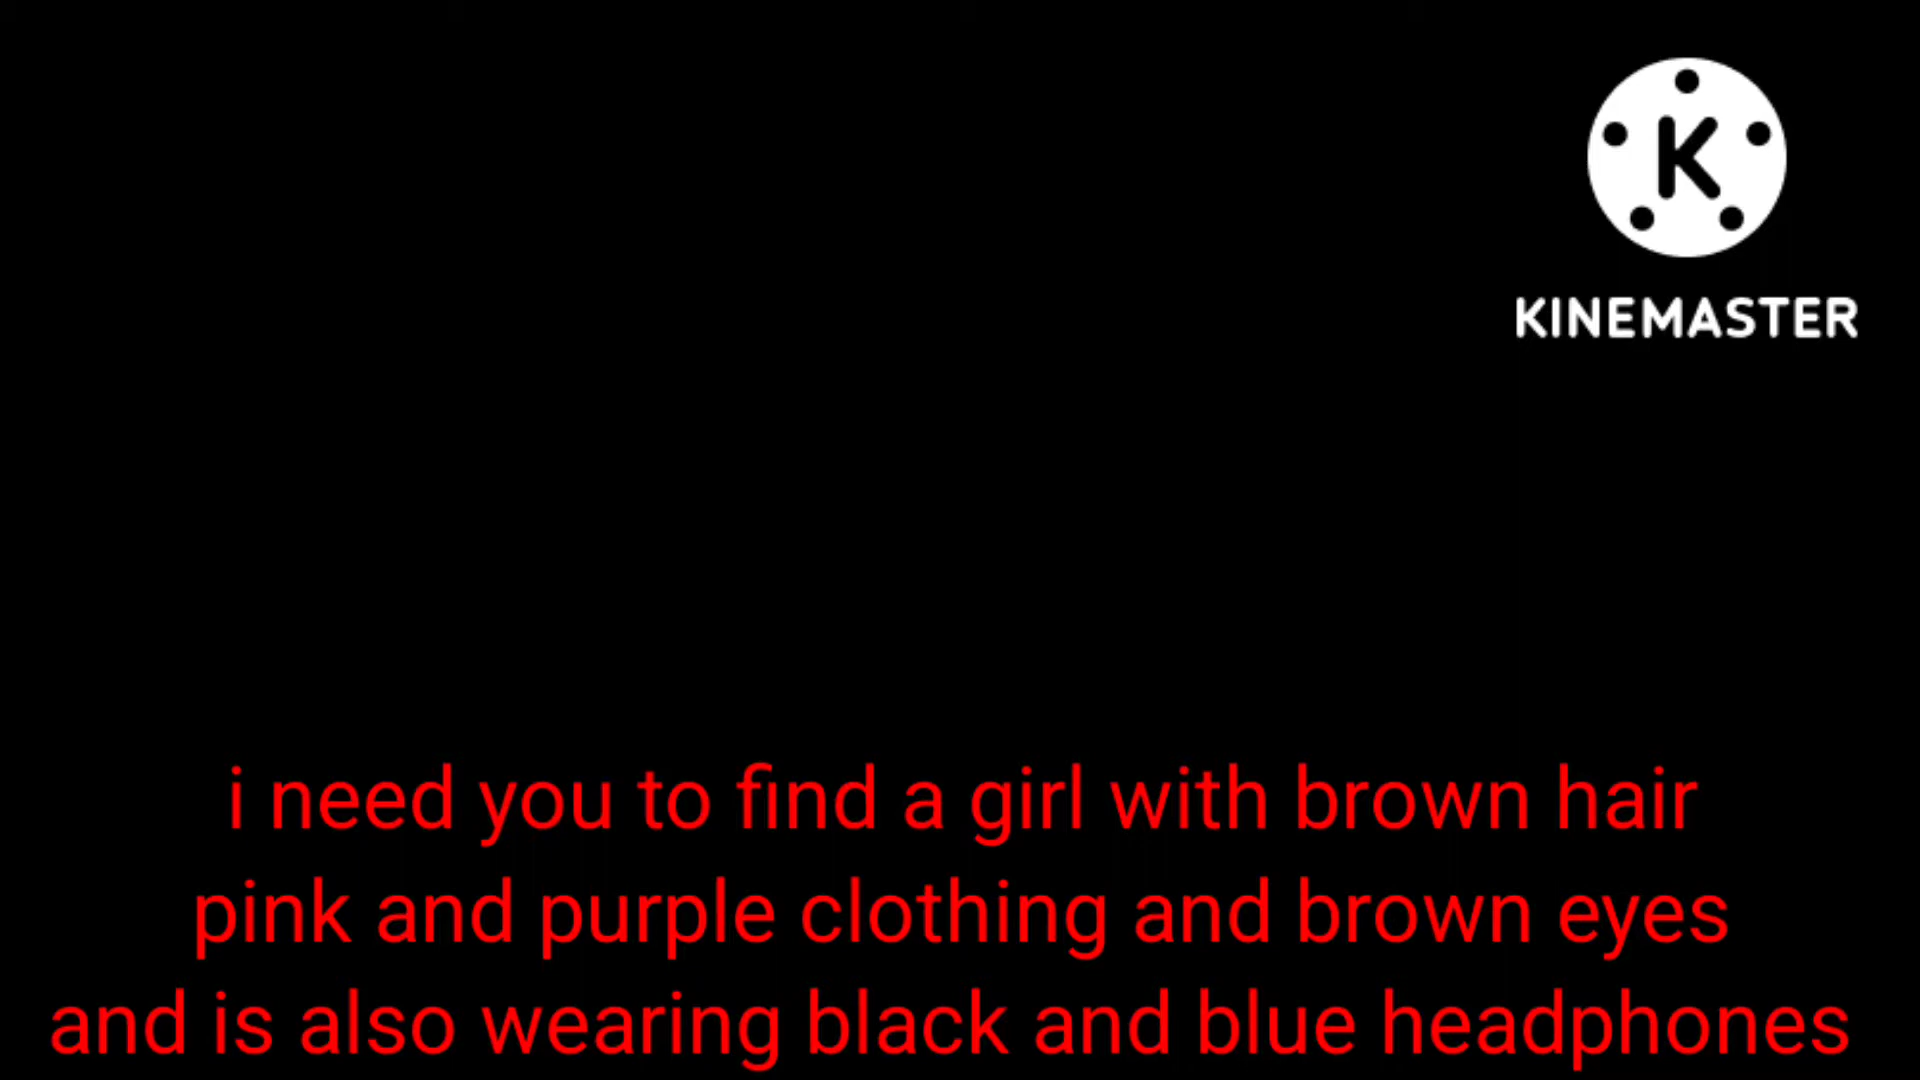 K
KINEMASTER
i need you to find a girl with brown hair
pink and purple clothing and brown eyes
and is also wearing black and blue headphones